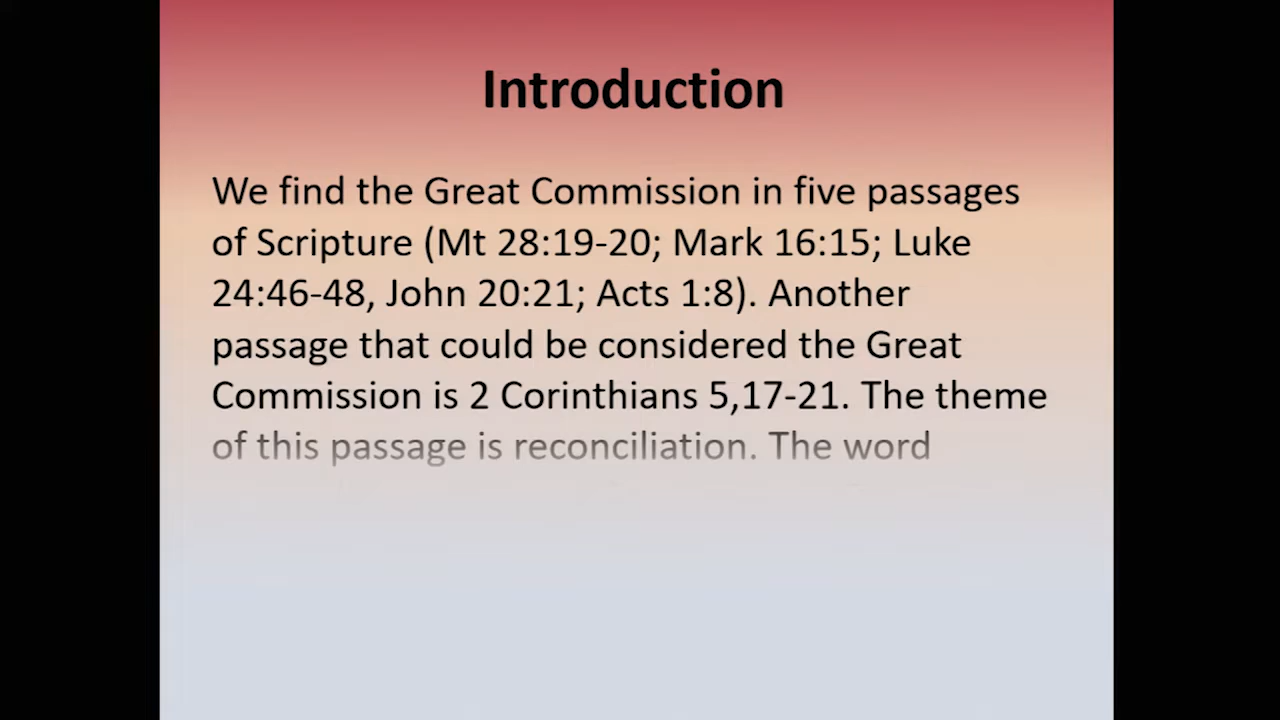 Introduction
We find the Great Commission in five passages
of Scripture (Mt 28:19-20; Mark 16:15; Luke
24:46-48, John 20:21; Acts 1:8). Another
passage that could be considered the Great
Commission is 2 Corinthians 5,17-21. The theme
of this passage is reconciliation. The word